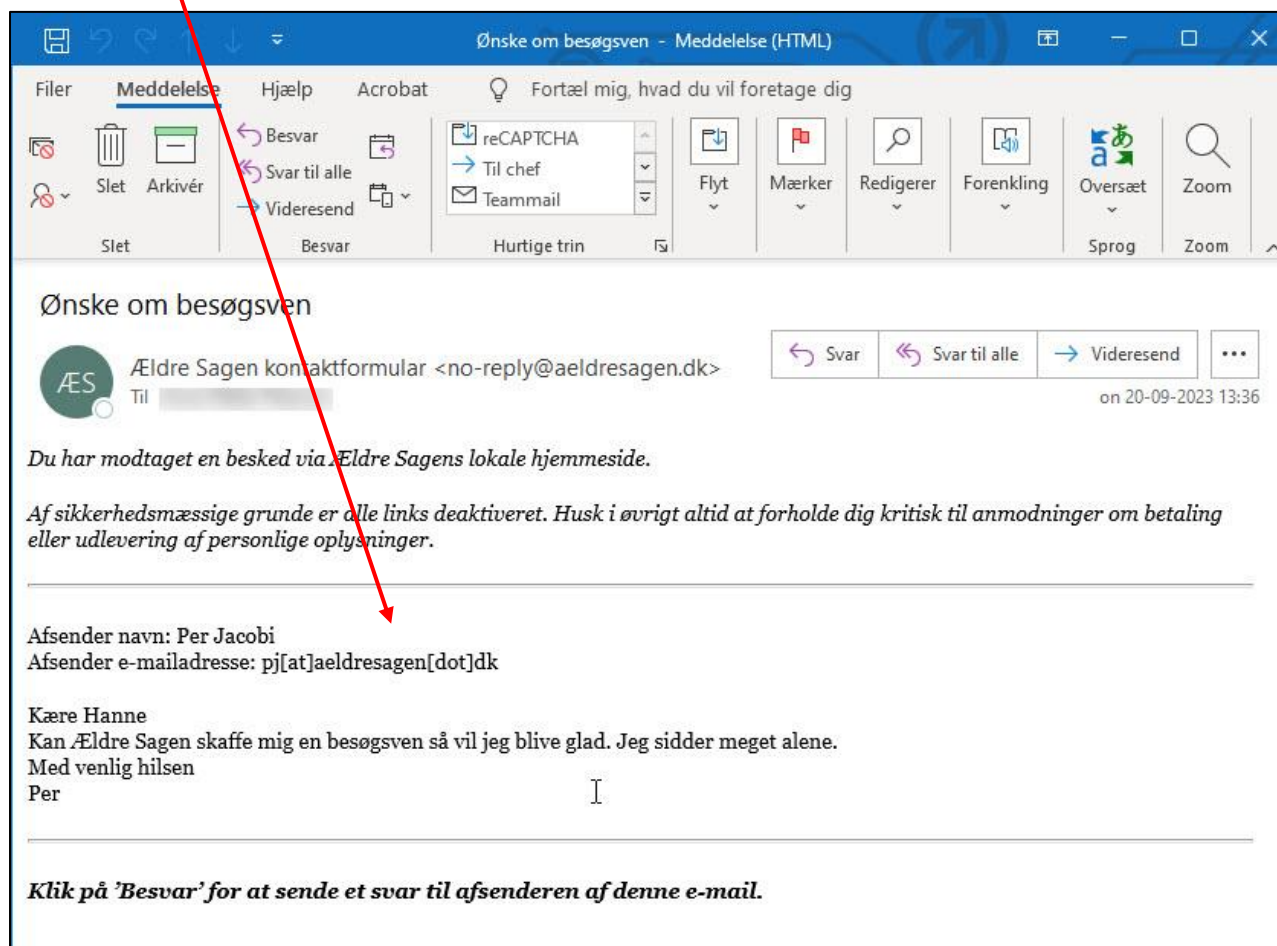 Ønske om besøgsven - Meddelelse (HTML)
Filer Meddelelse Hjælp Acrobat Fortæl mig, hvad du vil foretage dig
Slet
Arkivér
Besvar
Svar til alle
Videresend
reCAPTCHA
Til chef
Teammail
Flyt
Mærker
Redigerer
Forenkling
Oversæt
Zoom
Slet Besvar Hurtige trin Sprog Zoom
Ønske om besøgsven
ÆS
Ældre Sagen kontaktformular <no-reply@aeldresagen.dk>
Til
Svar Svar til alle Videresend
on 20-09-2023 13:36
Du har modtaget en besked via Ældre Sagens lokale hjemmeside.
Af sikkerhedsmæssige grunde er alle links deaktiveret. Husk i øvrigt altid at forholde dig kritisk til anmodninger om betaling
eller udlevering af personlige oplysninger.
Afsender navn: Per Jacobi
Afsender e-mailadresse: pj[at]aeldresagen[dot]dk
Kære Hanne
Kan Ældre Sagen skaffe mig en besøgsven så vil jeg blive glad. Jeg sidder meget alene.
Med venlig hilsen
Per
Klik på ’Besvar’ for at sende et svar til afsenderen af denne e-mail.